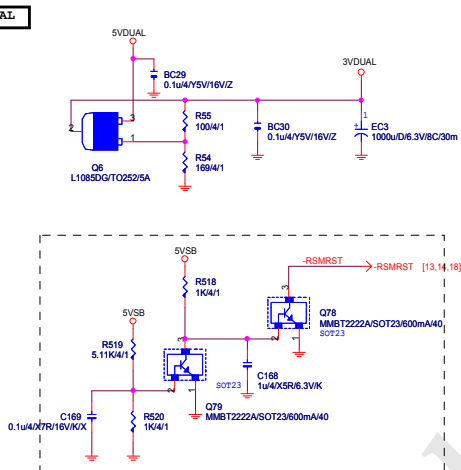 AL
5VDUAL
BC29
0.1u/4/Y5V/16V/Z
3VDUAL
2
3
1
R55
100/4/1
BC30
0.1u/4/Y5V/16V/Z
1
+
EC3
1000u/D/6.3V/8C/30m
Q6
L1085DG/TO252/5A
R54
169/4/1
5VSB
-RSMRST
-RSMRST [13,14,18]
R518
1K/4/1
3
Q78
MMBT2222A/SOT23/600mA/40
SOT23
2
1
5VSB
R519
5.11K/4/1
3
SOT23
2
1
C168
1u/4/X5R/6.3V/K
C169
0.1u/4/X7R/16V/K/X
R520
1K/4/1
Q79
MMBT2222A/SOT23/600mA/40